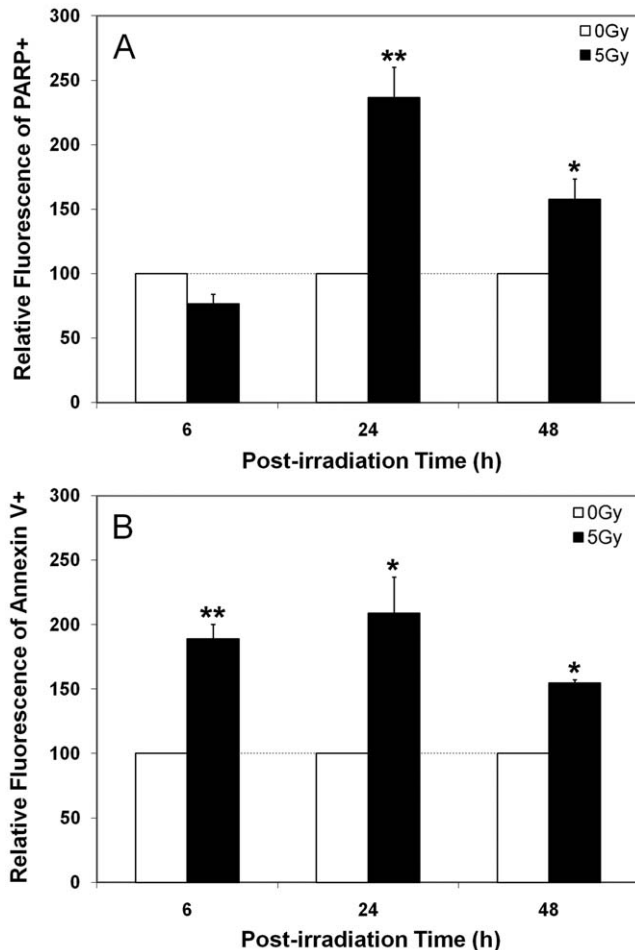 A
0Gy
5Gy
Relative Fluorescence of PARP+
300
250
200
150
100
50
0
**
*
6 24 48
Post-irradiation Time (h)
B
0Gy
5Gy
Relative Fluorescence of Annexin V+
300
250
200
150
100
50
0
**
*
*
6 24 48
Post-irradiation Time (h)